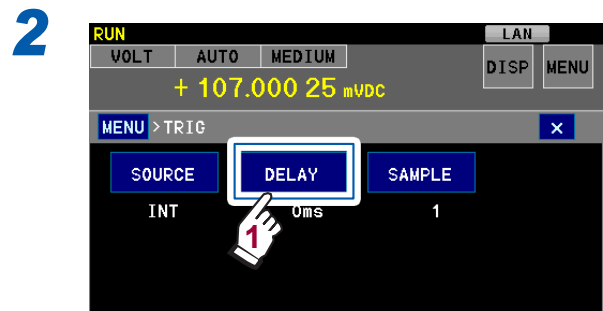 2
RUN LAN
VOLT AUTO MEDIUM DISP MENU
+ 107.000 25 mVDC
MENU > TRIG ×
SOURCE DELAY SAMPLE
INT 0ms 1
1